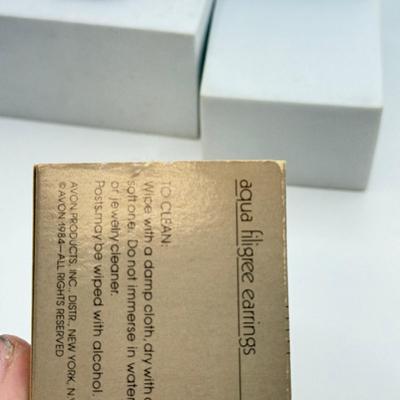 aqua filigree earrings
TO CLEAN:
Wipe with a damp cloth, dry with a
soft one. Do not immerse in water
or jewelry cleaner.
Posts may be wiped with alcohol.
AVON PRODUCTS, INC., DISTR. NEW YORK, N.Y.
© AVON 1984—ALL RIGHTS RESERVED